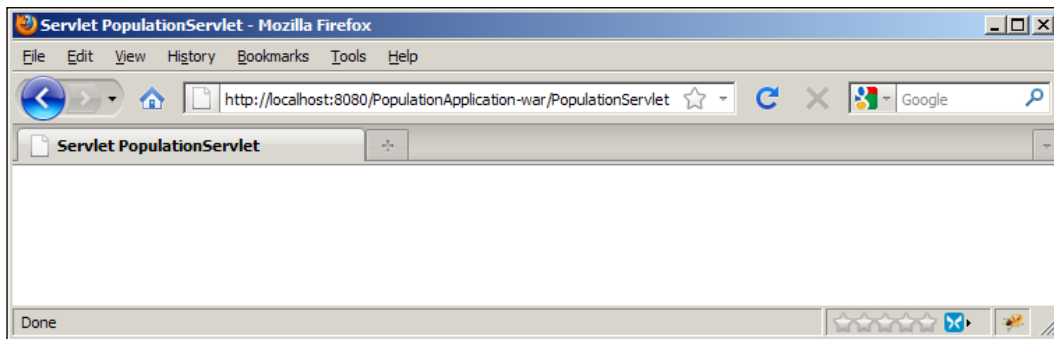 Servlet PopulationServlet - Mozilla Firefox
File Edit View History Bookmarks Tools Help
http://localhost:8080/PopulationApplication-war/PopulationServlet Google
Servlet PopulationServlet
Done